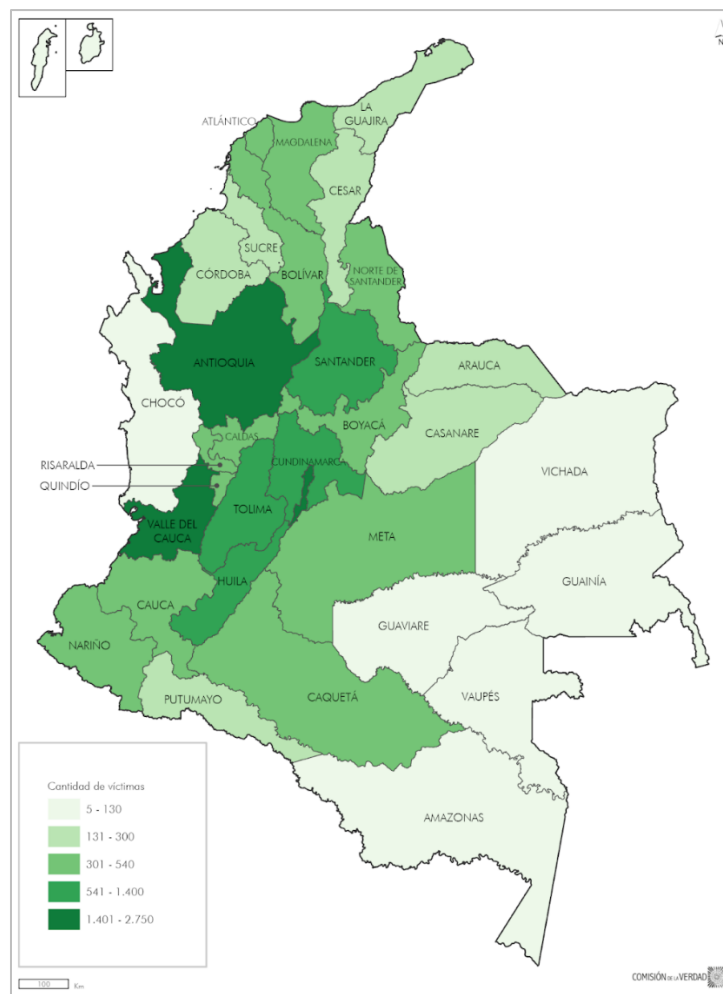 N
LA
GUAJIRA
ATLÁNTICO
MAGDALENA
CESAR
SUCRE
CÓRDOBA
BOLÍVAR
NORTE DE
SANTANDER
ANTIOQUIA
SANTANDER
ARAUCA
CHOCÓ
BOYACÁ
CALDAS
CASANARE
RISARALDA
CUNDINAMARCA
VICHADA
QUINDÍO
TOLIMA
VALLE DEL
CAUCA
META
HUILA
GUAINÍA
CAUCA
GUAVIARE
NARIÑO
VAUPÉS
PUTUMAYO
CAQUETÁ
AMAZONAS
Cantidad de víctimas
5 - 130
131 - 300
301 - 540
541 - 1.400
1.401 - 2.750
100 Km
COMISIÓN DE LA VERDAD